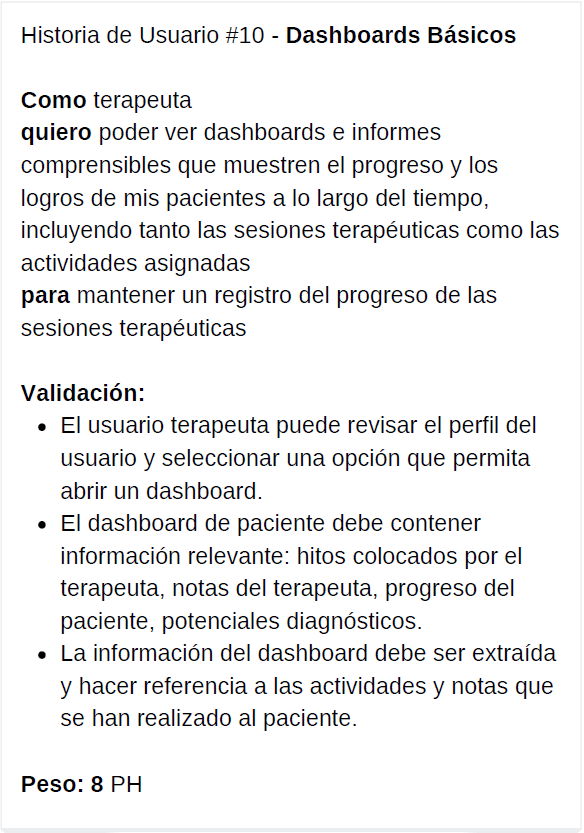 Historia de Usuario #10 - Dashboards Básicos
Como terapeuta
quiero poder ver dashboards e informes
comprensibles que muestren el progreso y los
logros de mis pacientes a lo largo del tiempo,
incluyendo tanto las sesiones terapéuticas como las
actividades asignadas
para mantener un registro del progreso de las
sesiones terapéuticas
Validación:
• El usuario terapeuta puede revisar el perfil del
usuario y seleccionar una opción que permita
abrir un dashboard.
• El dashboard de paciente debe contener
información relevante: hitos colocados por el
terapeuta, notas del terapeuta, progreso del
paciente, potenciales diagnósticos.
• La información del dashboard debe ser extraída
y hacer referencia a las actividades y notas que
se han realizado al paciente.
Peso: 8 PH